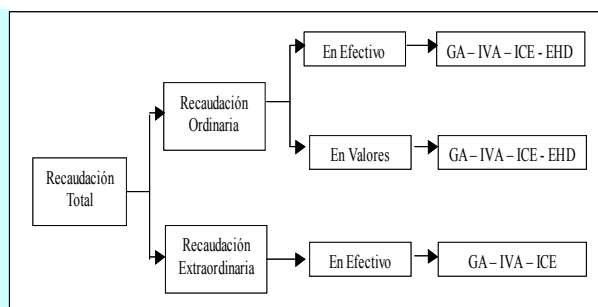 En Efectivo
GA – IVA – ICE - EHD
Recaudación
Ordinaria
En Valores
GA – IVA – ICE - EHD
Recaudación
Total
Recaudación
Extraordinaria
En Efectivo
GA – IVA – ICE